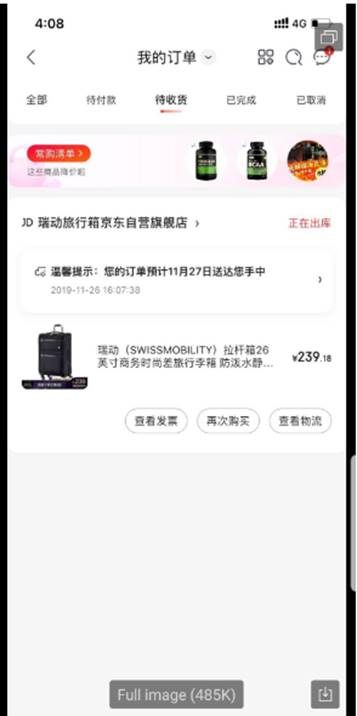 4:08
4G
我的订单
全部 待付款 待收货 已完成 已取消
常购清单 >
这些商品降价啦
BCAA
JD 瑞动旅行箱京东自营旗舰店 >
正在出库
温馨提示：您的订单预计11月27日送达您手中
2019-11-26 16:07:38
瑞动（SWISSMOBILITY）拉杆箱26
英寸商务时尚差旅行李箱 防泼水静...
¥239.18
查看发票 再次购买 查看物流
Full image (485K)